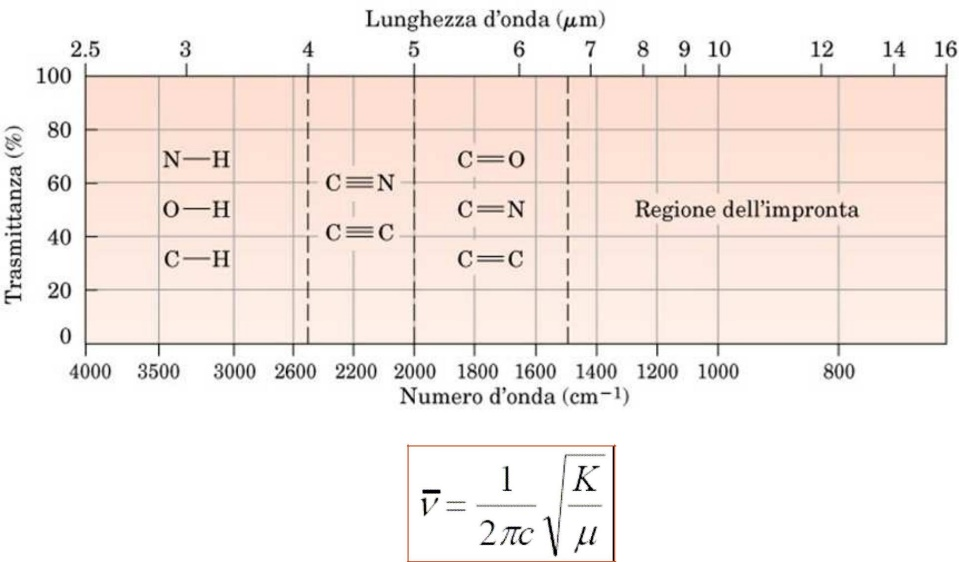 Lunghezza d'onda (μm)
2.5 3 4 5 6 7 8 9 10 12 14 16
Trasmittanza (%)
100
80
60
40
20
0
N—H
O—H
C—H
C≡N
C≡C
C=O
C=N
C=C
Regione dell'impronta
4000 3500 3000 2600 2200 2000 1800 1600 1400 1200 1000 800
Numero d'onda (cm⁻¹)
ν̅ = 1/2πc √K/μ